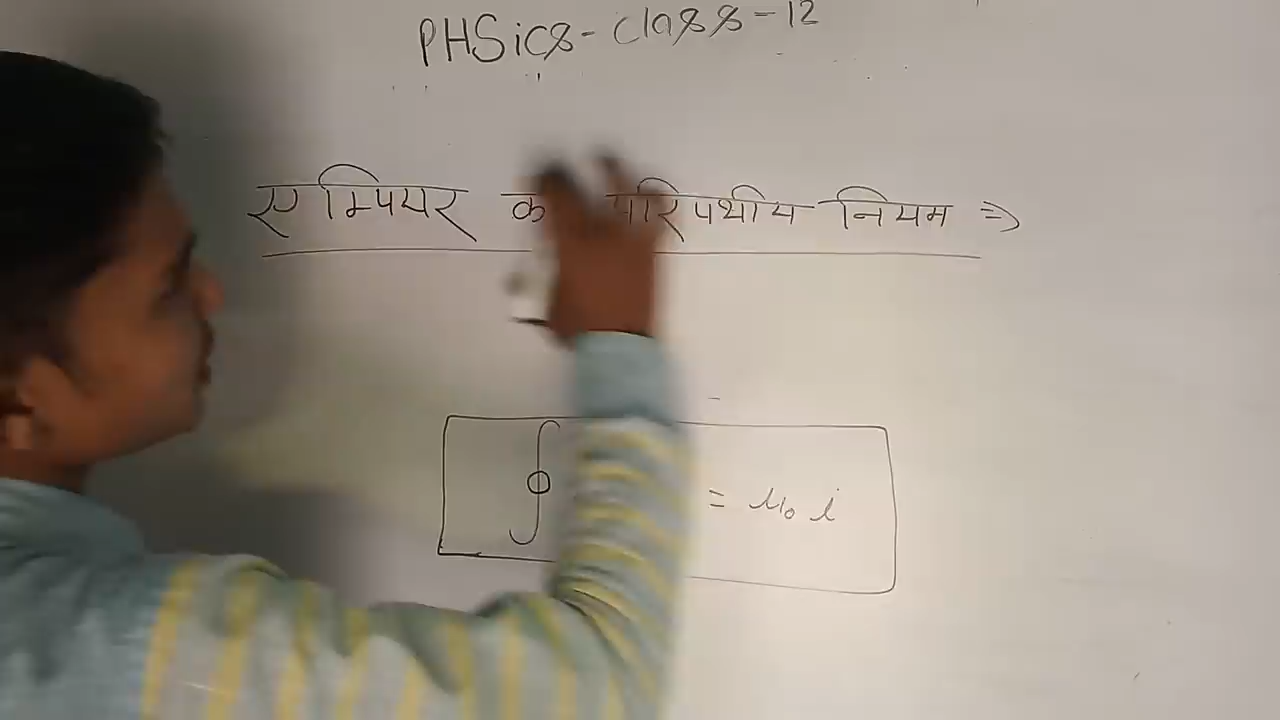 PHSics - class - 12
एम्पियर परिपथीय नियम ⇒
∮ = μ₀ i